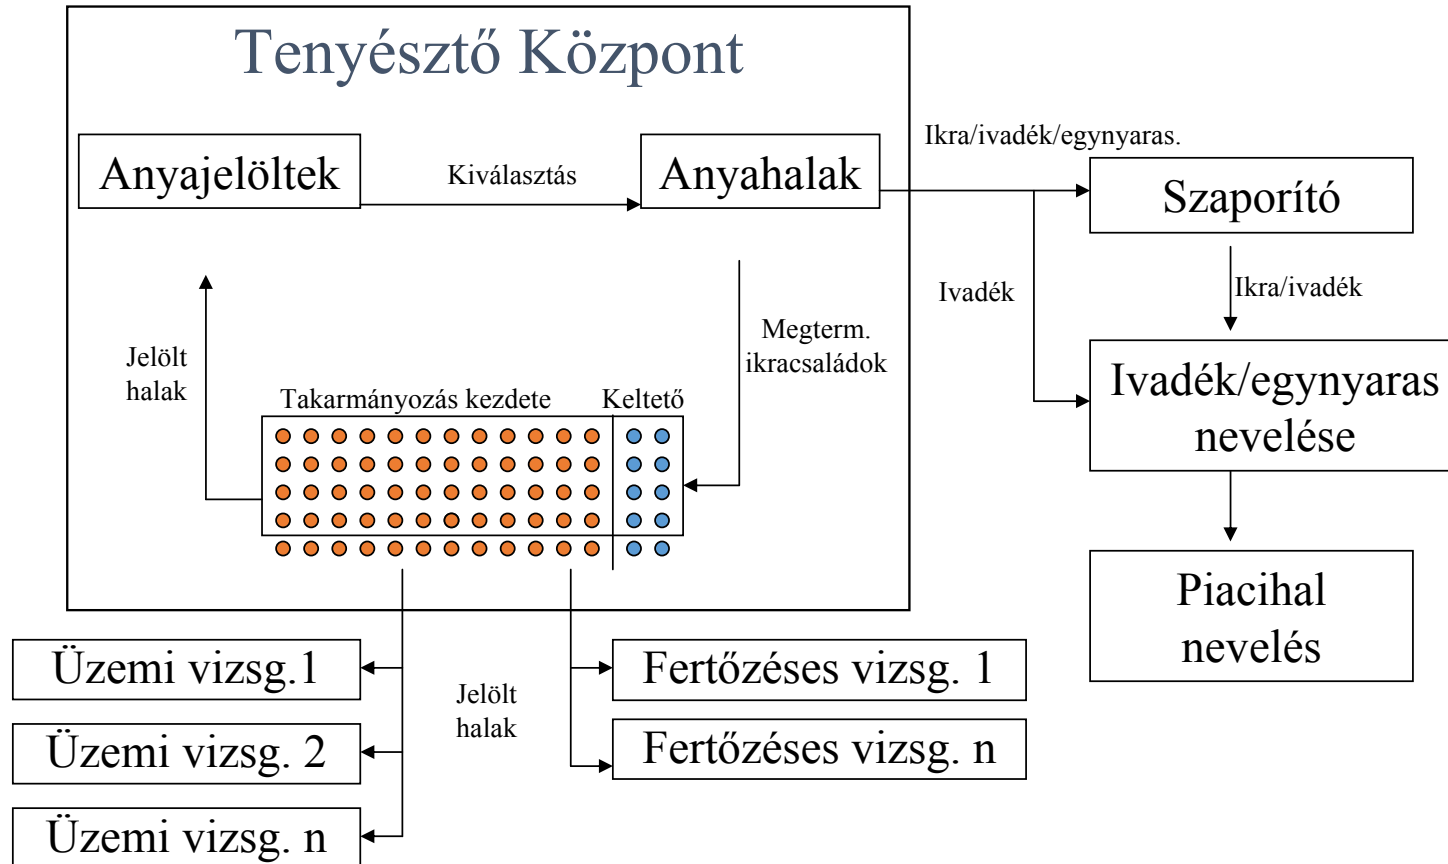 Tenyésztő Központ
Anyajelöltek
Kiválasztás
Anyahalak
Ikra/ivadék/egynyaras.
Szaporító
Ivadék
Ikra/ivadék
Jelölt
halak
Megterm.
ikracsaládok
Takarmányozás kezdete
Keltető
Ivadék/egynyaras
nevelése
Piacihal
nevelés
Üzemi vizsg.1
Üzemi vizsg. 2
Üzemi vizsg. n
Jelölt
halak
Fertőzéses vizsg. 1
Fertőzéses vizsg. n